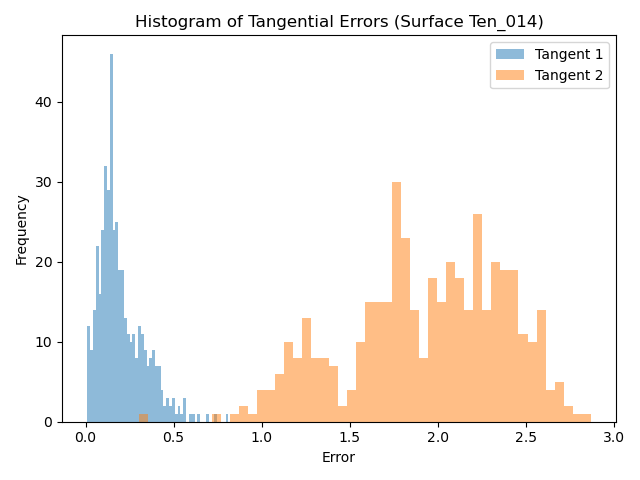 Histogram of Tangential Errors (Surface Ten_014)
Tangent 1
Tangent 2
Frequency
40
30
20
10
0
0.0 0.5 1.0 1.5 2.0 2.5 3.0
Error